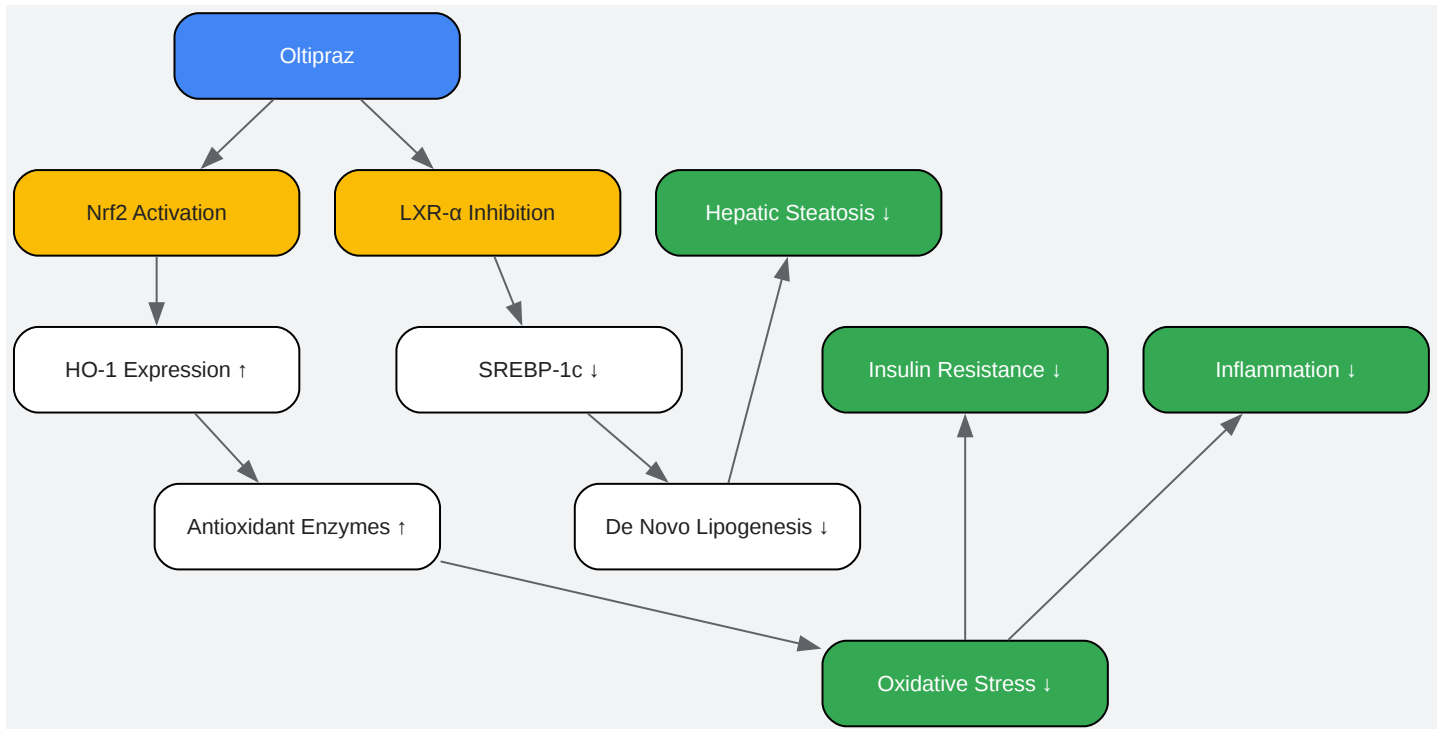 Oltipraz
Nrf2 Activation
LXR-α Inhibition
Hepatic Steatosis ↓
HO-1 Expression ↑
SREBP-1c ↓
Insulin Resistance ↓
Inflammation ↓
Antioxidant Enzymes ↑
De Novo Lipogenesis ↓
Oxidative Stress ↓